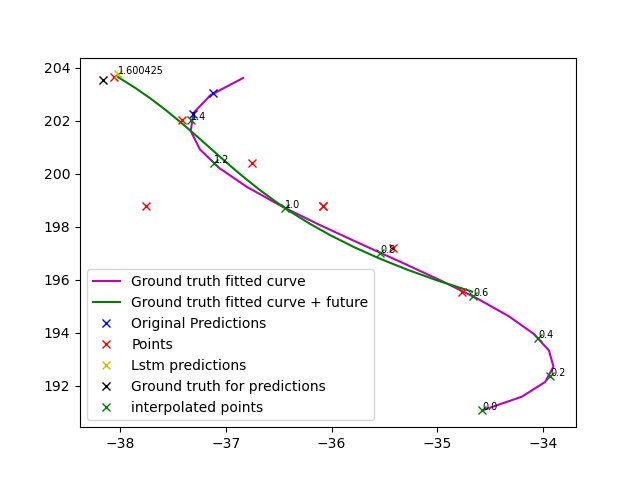 204
202
200
198
196
194
192
1.600425
1.4
1.2
1.0
0.8
0.6
0.4
0.2
0.0
Ground truth fitted curve
Ground truth fitted curve + future
Original Predictions
Points
Lstm predictions
Ground truth for predictions
interpolated points
−38 −37 −36 −35 −34